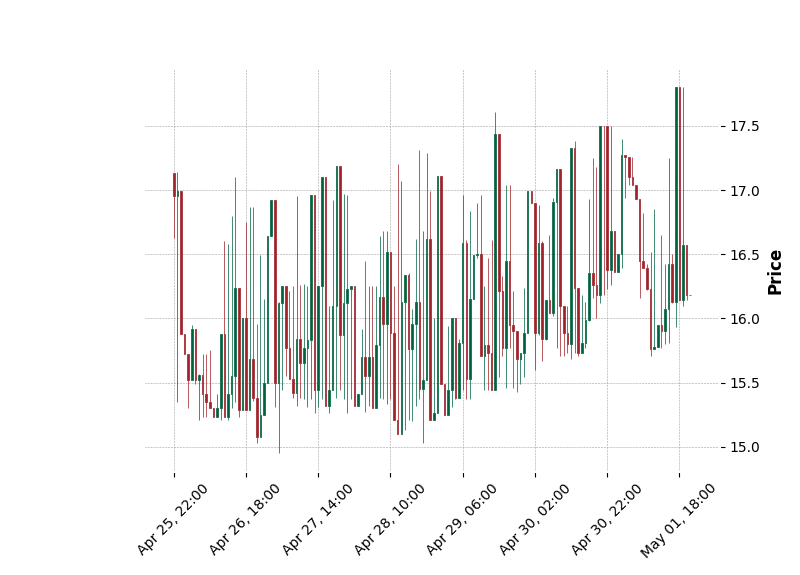 17.5
17.0
16.5
16.0
15.5
15.0
Price
Apr 25, 22:00
Apr 26, 18:00
Apr 27, 14:00
Apr 28, 10:00
Apr 29, 06:00
Apr 30, 02:00
Apr 30, 22:00
May 01, 18:00